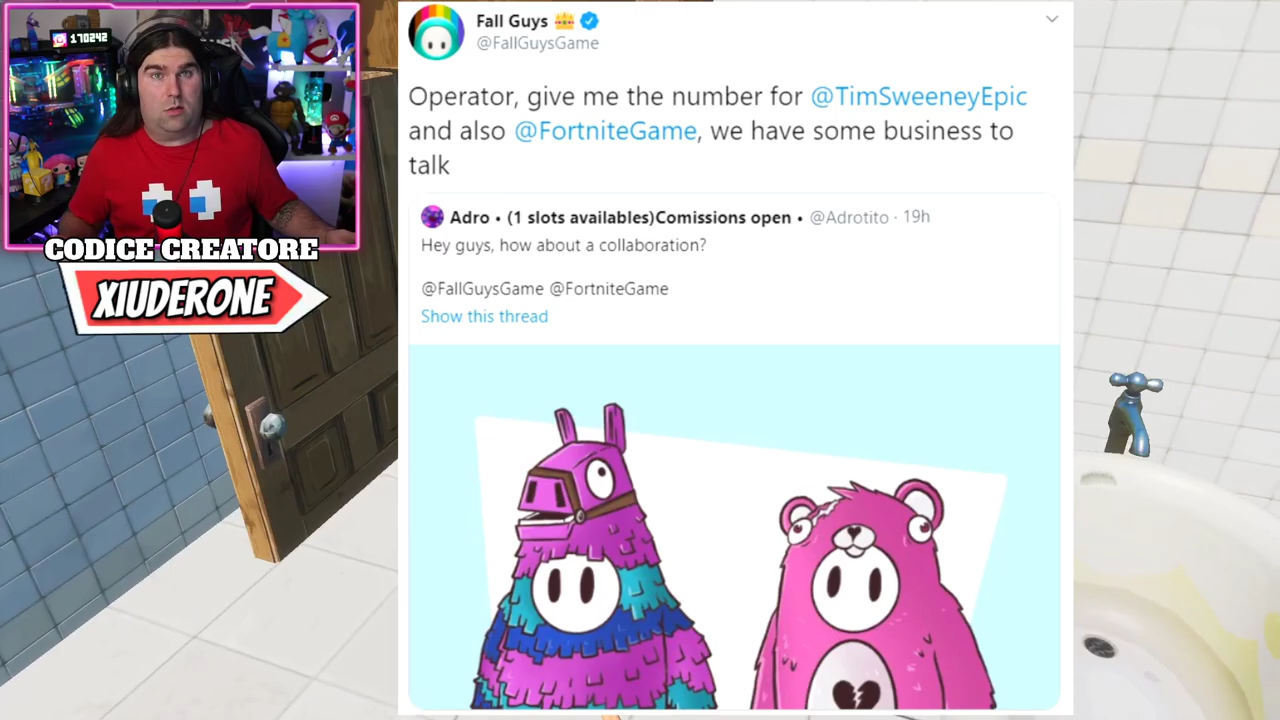 170242
CODICE CREATORE
XIUDERONE
Fall Guys 👑
@FallGuysGame
Operator, give me the number for @TimSweeneyEpic
and also @FortniteGame, we have some business to
talk
Adro • (1 slots availables)Comissions open • @Adrotito · 19h
Hey guys, how about a collaboration?
@FallGuysGame @FortniteGame
Show this thread